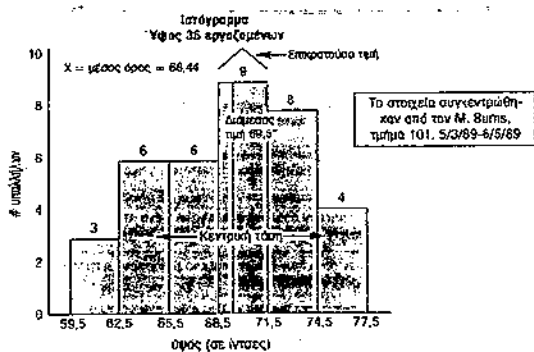 Ιστόγραμμα
Ύψος 36 εργαζομένων
X = μέσος όρος = 68,44
επικρατούσα τιμή
Διάμεσος
τιμή 69,5"
Τα στοιχεία συγκεντρώθη-
καν από τον M. Burns,
τμήμα 101, 5/3/89-6/5/89
# υπαλλήλων
10
8
6
4
2
0
3
6
6
9
8
4
Κεντρική τάση
59,5 62,5 65,5 68,5 71,5 74,5 77,5
ύψος (σε ίντσες)